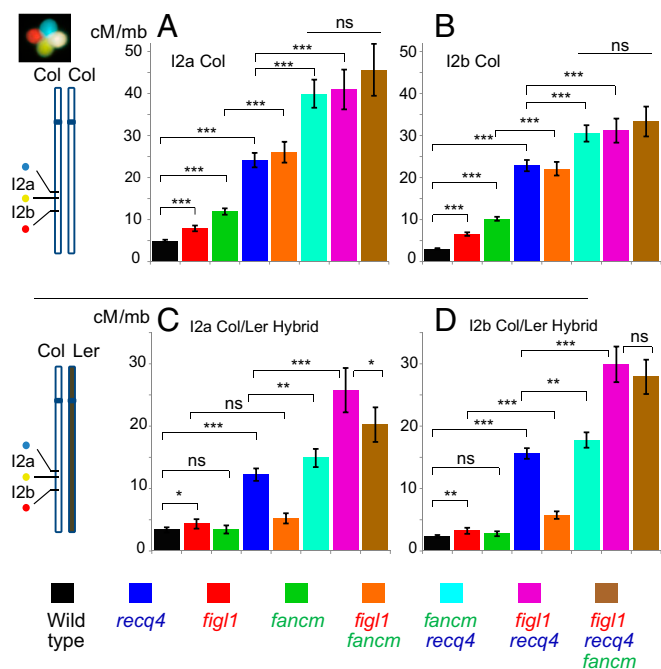 cM/mb
A
I2a Col
B
I2b Col
Col Col
I2a
I2b
50
40
30
20
10
0
***
***
***
***
***
***
ns
50
40
30
20
10
0
***
***
***
***
***
***
ns
cM/mb
C
I2a Col/Ler Hybrid
D
I2b Col/Ler Hybrid
Col Ler
I2a
I2b
30
20
10
0
*
ns
***
ns
**
***
*
30
20
10
0
**
ns
***
***
**
***
ns
Wild type
recq4
figl1
fancm
figl1 fancm
fancm recq4
figl1 recq4
figl1 recq4 fancm